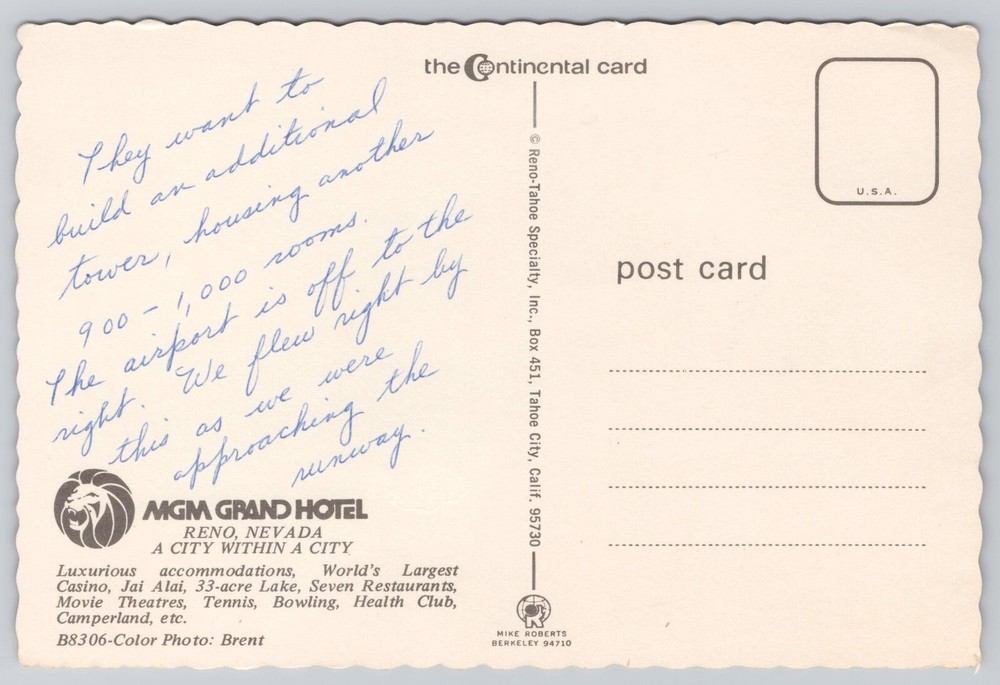 the Continental card
They want to
build an additional
tower, housing another
900 - 1,000 rooms.
The airport is off to the
right. We flew right by
this as we were
approaching the
runway.
MGM GRAND HOTEL
RENO, NEVADA
A CITY WITHIN A CITY
Luxurious accommodations, World's Largest
Casino, Jai Alai, 33-acre Lake, Seven Restaurants,
Movie Theatres, Tennis, Bowling, Health Club,
Camperland, etc.
B8306-Color Photo: Brent
© Reno-Tahoe Specialty, Inc., Box 451, Tahoe City, Calif. 95730
R
MIKE ROBERTS
BERKELEY 94710
U.S.A.
post card